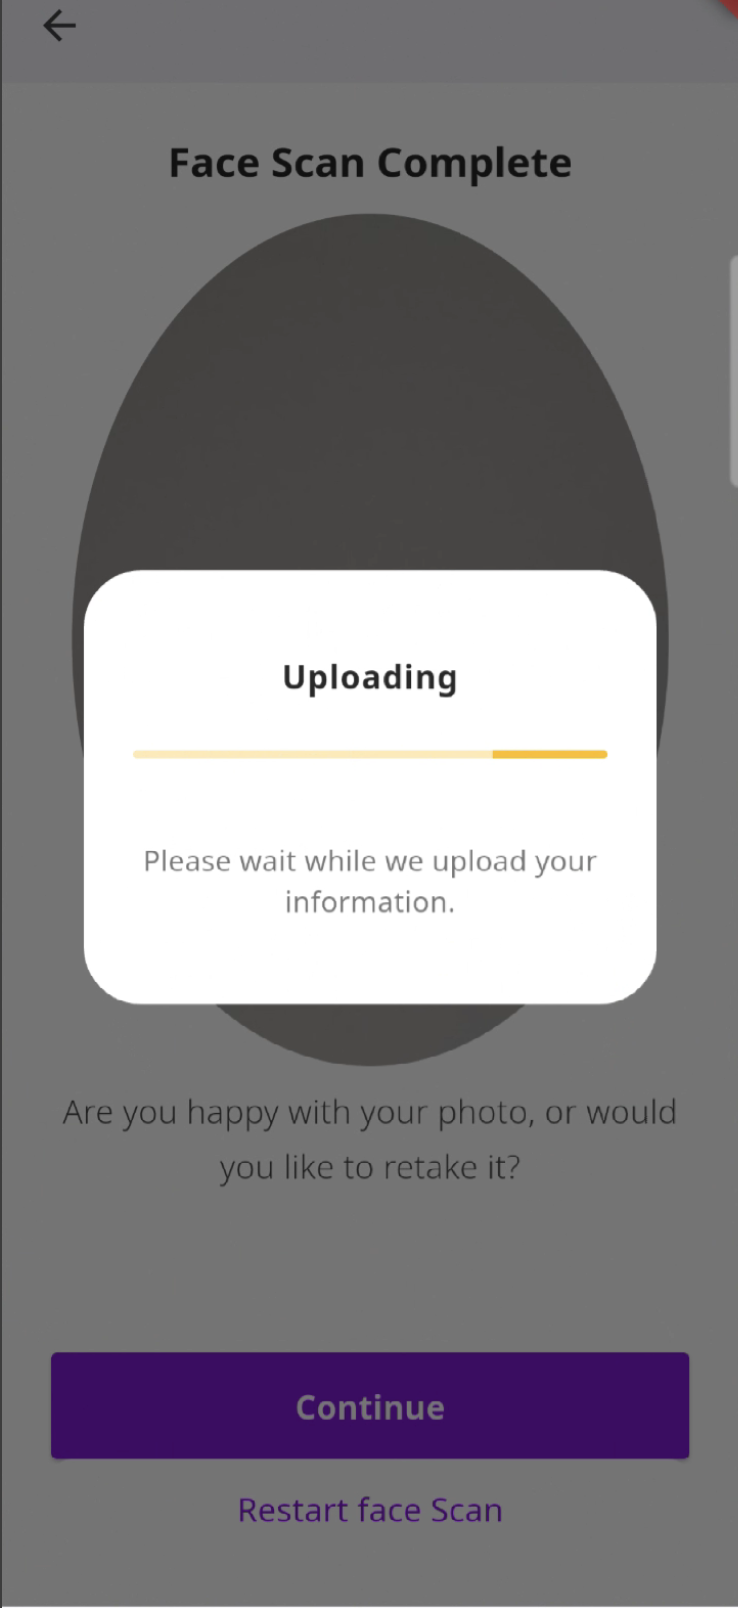 Face Scan Complete
Uploading
Please wait while we upload your
information.
Are you happy with your photo, or would
you like to retake it?
Continue
Restart face Scan